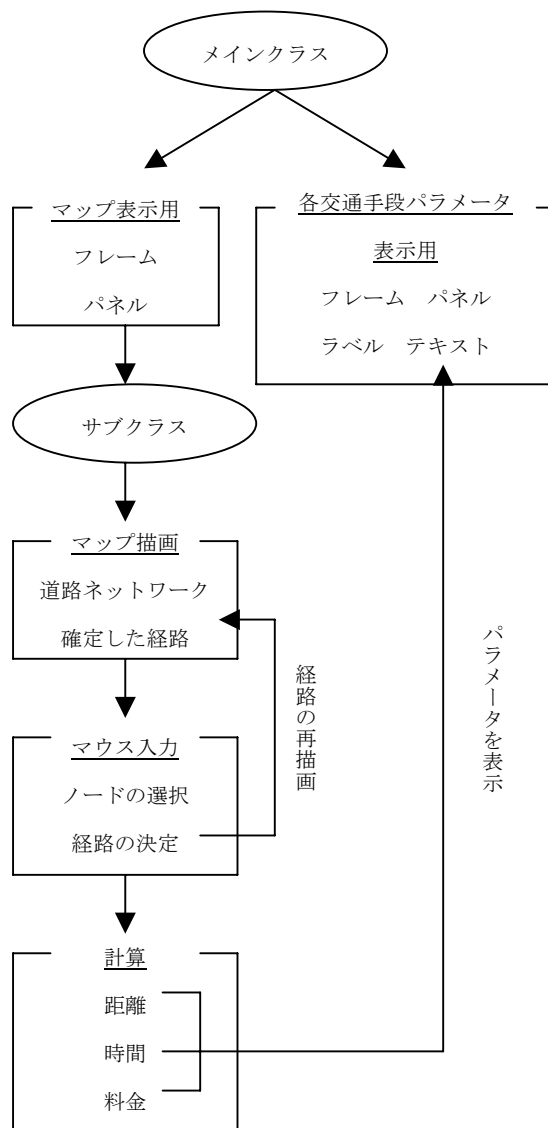 メインクラス
マップ表示用
フレーム
パネル
各交通手段パラメータ
表示用
フレーム　パネル
ラベル　テキスト
サブクラス
マップ描画
道路ネットワーク
確定した経路
経路の再描画
パラメータを表示
マウス入力
ノードの選択
経路の決定
計算
距離
時間
料金